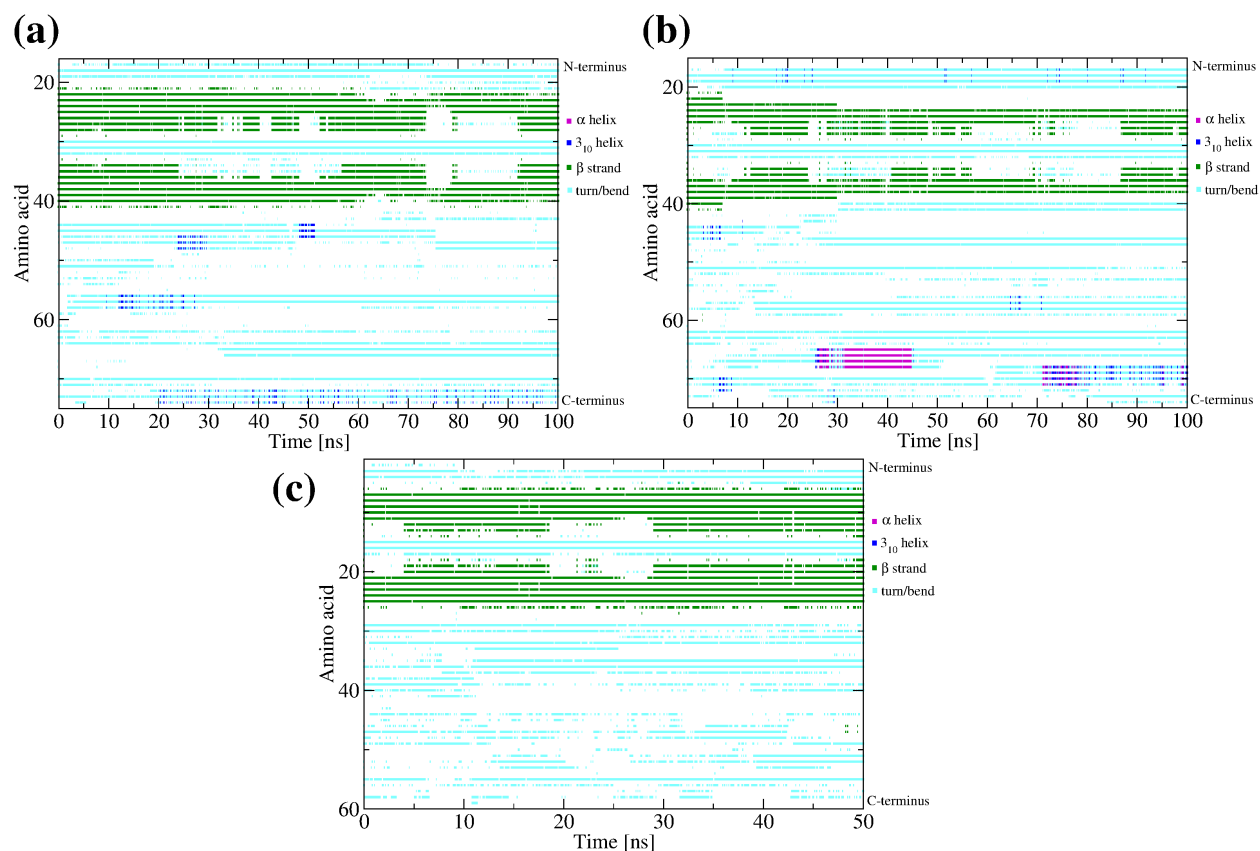 (a)
N-terminus
20
α helix
3₁₀ helix
β strand
turn/bend
40
60
C-terminus
0 10 20 30 40 50 60 70 80 90 100
Time [ns]
Amino acid
(b)
N-terminus
20
α helix
3₁₀ helix
β strand
turn/bend
40
60
C-terminus
0 10 20 30 40 50 60 70 80 90 100
Time [ns]
Amino acid
(c)
N-terminus
α helix
3₁₀ helix
β strand
turn/bend
20
40
60
C-terminus
0 10 20 30 40 50
Time [ns]
Amino acid